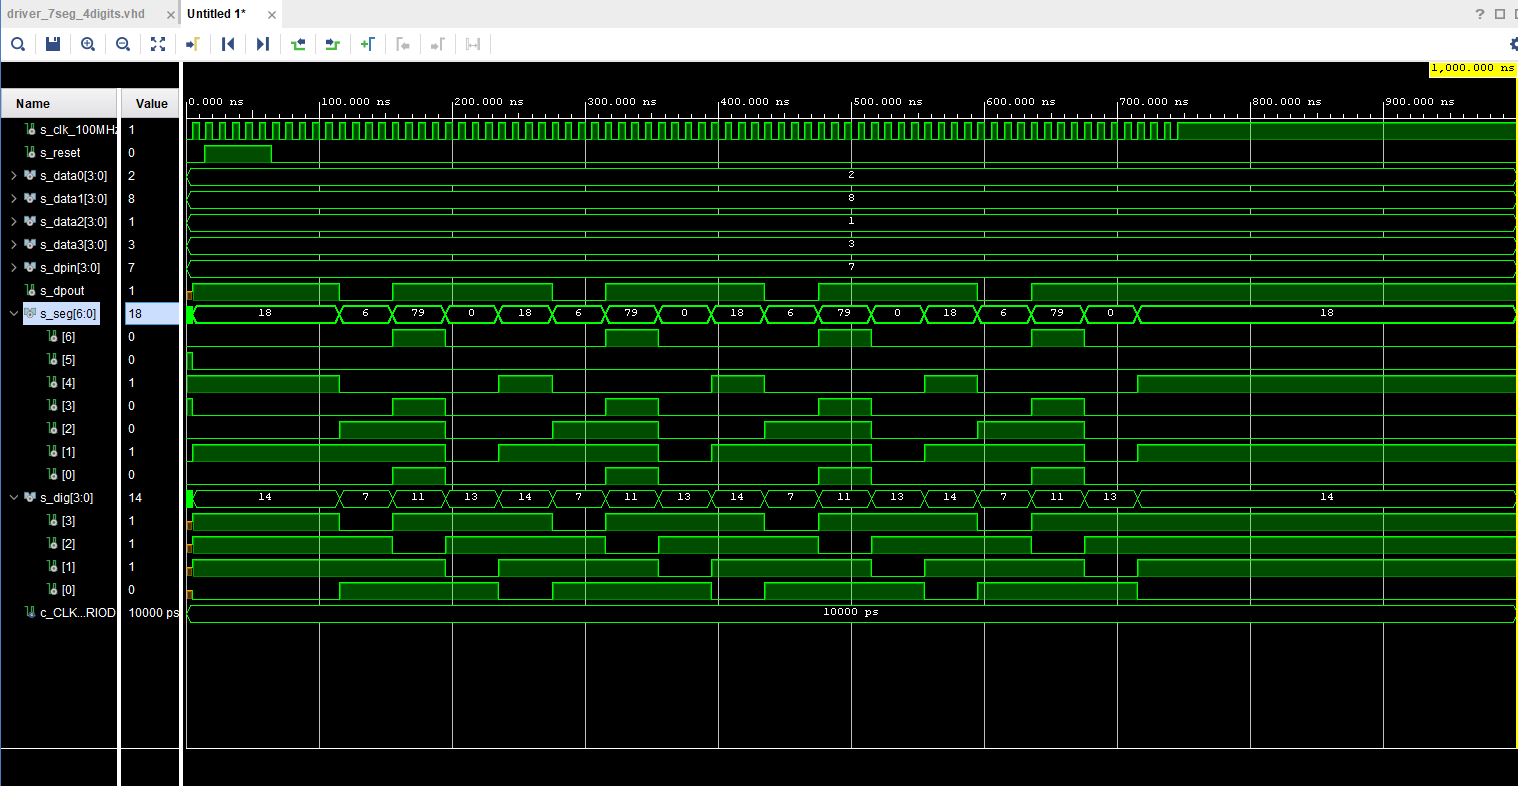 driver_7seg_4digits.vhd × Untitled 1* ×
?
1,000.000 ns
Name Value 0.000 ns 100.000 ns 200.000 ns 300.000 ns 400.000 ns 500.000 ns 600.000 ns 700.000 ns 800.000 ns 900.000 ns
s_clk_100MHz 1
s_reset 0
s_data0[3:0] 2 2
s_data1[3:0] 8 8
s_data2[3:0] 1 1
s_data3[3:0] 3 3
s_dpin[3:0] 7 7
s_dpout 1
s_seg[6:0] 18 18 6 79 0 18 6 79 0 18 6 79 0 18 6 79 0 18
[6] 0
[5] 0
[4] 1
[3] 0
[2] 0
[1] 1
[0] 0
s_dig[3:0] 14 14 7 11 13 14 7 11 13 14 7 11 13 14 7 11 13 14
[3] 1
[2] 1
[1] 1
[0] 0
c_CLK...RIOD 10000 ps 10000 ps